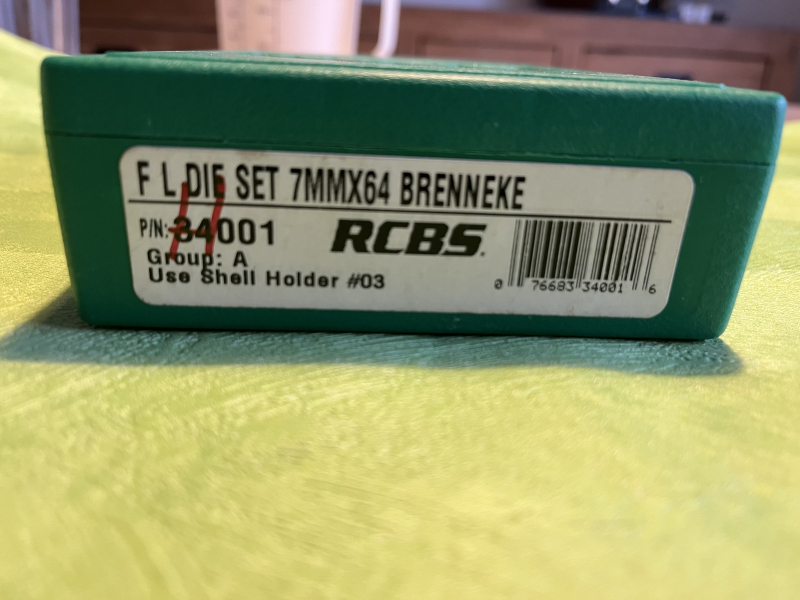 F L DIE SET 7MMX64 BRENNEKE
P/N: 34001
RCBS.
Group: A
Use Shell Holder #03
0 76683 34001 6